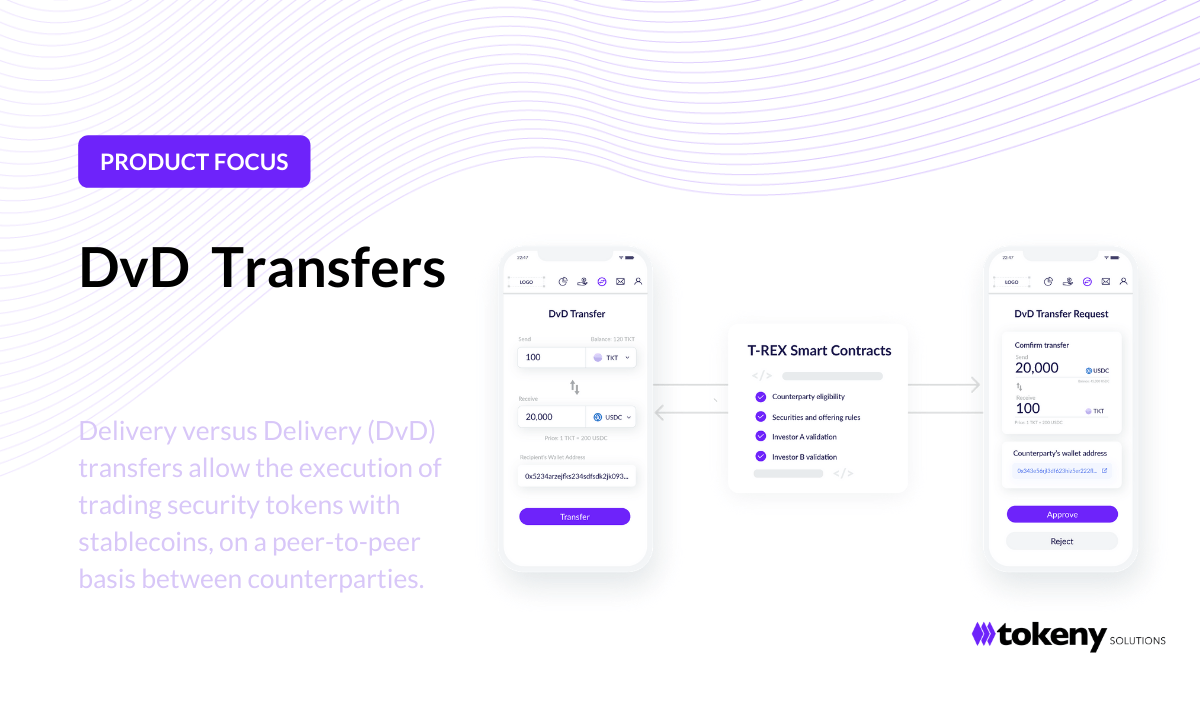 PRODUCT FOCUS
DvD Transfers
Delivery versus Delivery (DvD)
transfers allow the execution of
trading security tokens with
stablecoins, on a peer-to-peer
basis between counterparties.
22:47
LOGO
DvD Transfer
Send
Balance: 120 TKT
100
TKT
Receive
20,000
USDC
Price: 1 TKT = 200 USDC
Recipient's Wallet Address
0x5234arzejfks234sdfsdk2jk093...
Transfer
T-REX Smart Contracts
</>
Counterparty eligibility
Securities and offering rules
Investor A validation
Investor B validation
</>
22:47
LOGO
DvD Transfer Request
Comfirm transfer
Send
20,000
USDC
Receive
100
TKT
Price: 1 TKT = 200 USDC
Counterparty's wallet address
Approve
Reject
tokeny SOLUTIONS